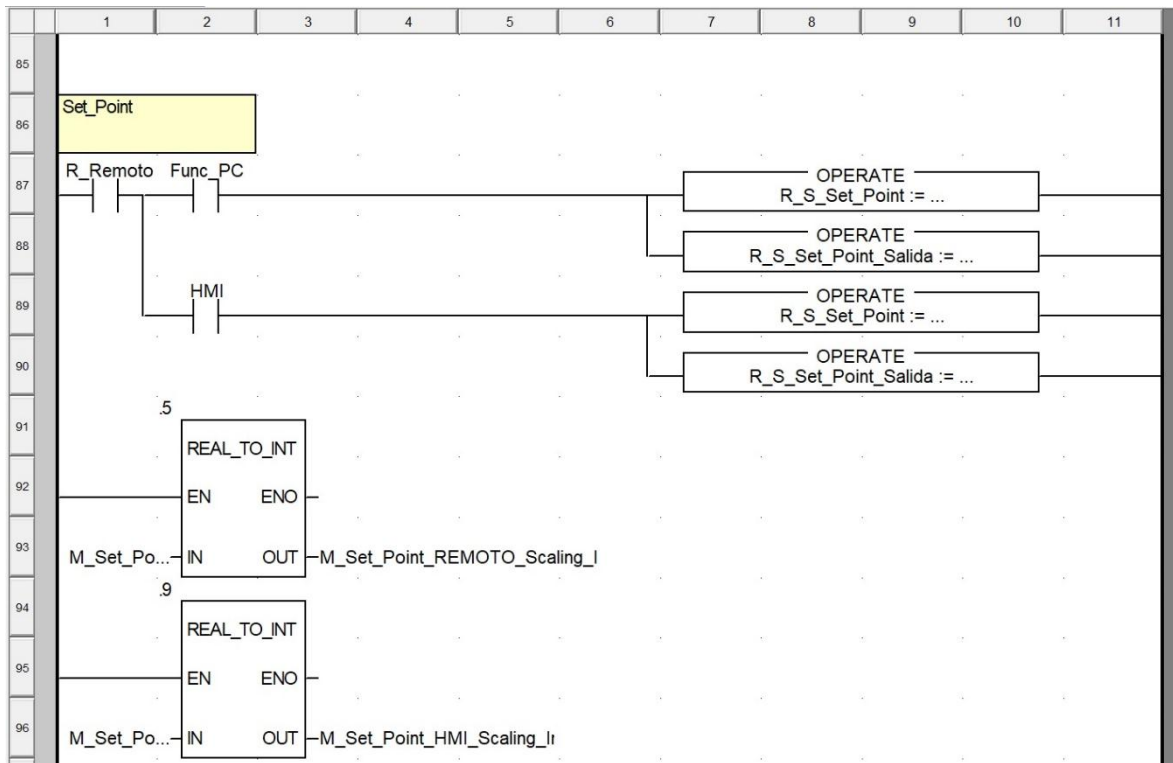 1 2 3 4 5 6 7 8 9 10 11
85
86
Set_Point
87
R_Remoto Func_PC
OPERATE
R_S_Set_Point := ...
88
OPERATE
R_S_Set_Point_Salida := ...
89
HMI
OPERATE
R_S_Set_Point := ...
90
OPERATE
R_S_Set_Point_Salida := ...
91
.5
REAL_TO_INT
92
EN ENO
93
M_Set_Po... IN OUT M_Set_Point_REMOTO_Scaling_I
94
.9
REAL_TO_INT
95
EN ENO
96
M_Set_Po... IN OUT M_Set_Point_HMI_Scaling_Ir